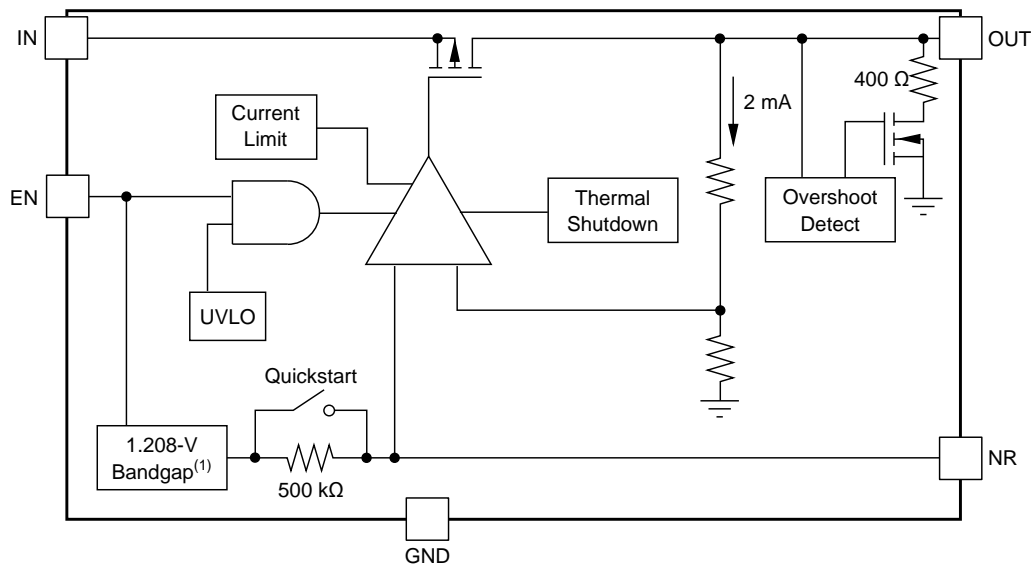 IN
OUT
400 Ω
2 mA
Current
Limit
EN
Thermal
Shutdown
Overshoot
Detect
UVLO
Quickstart
1.208-V
Bandgap(1)
500 kΩ
NR
GND